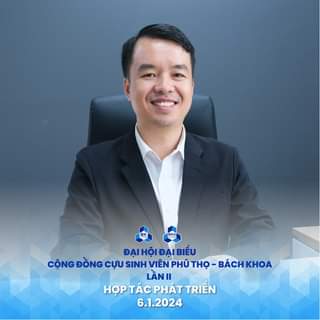 ĐẠI HỘI ĐẠI BIỂU
CỘNG ĐỒNG CỰU SINH VIÊN PHÚ THỌ - BÁCH KHOA
LẦN II
HỢP TÁC PHÁT TRIỂN
6.1.2024